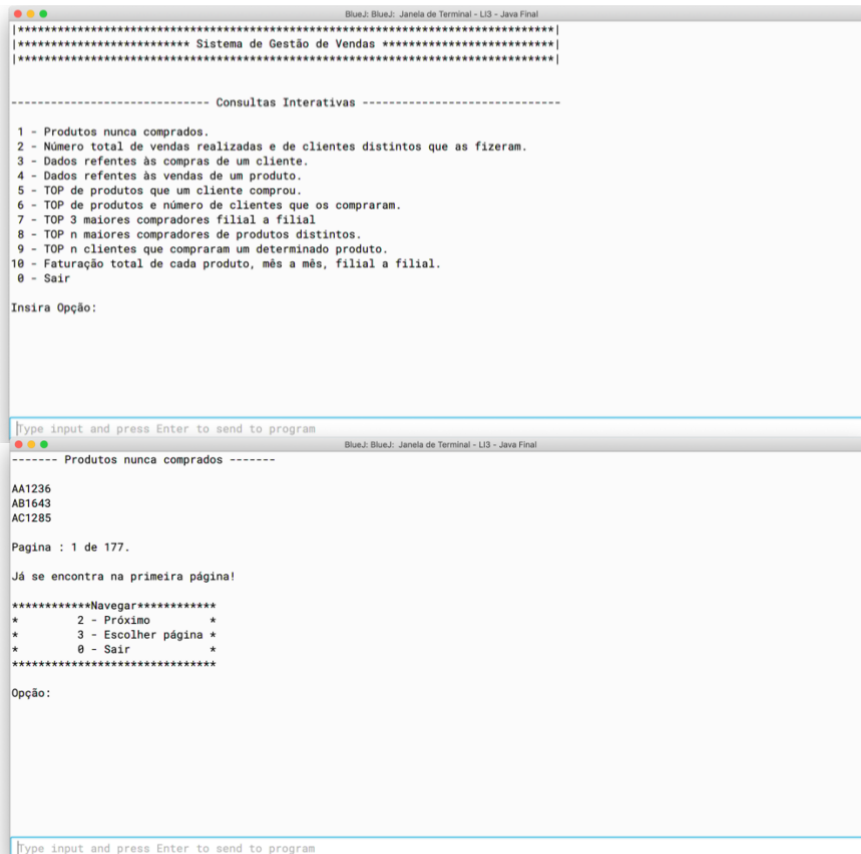 BlueJ: BlueJ: Janela de Terminal - LI3 - Java Final
|*********************************************************************************|
|************************** Sistema de Gestão de Vendas **************************|
|*********************************************************************************|
------------------------------ Consultas Interativas ------------------------------
1 - Produtos nunca comprados.
2 - Número total de vendas realizadas e de clientes distintos que as fizeram.
3 - Dados refentes às compras de um cliente.
4 - Dados refentes às vendas de um produto.
5 - TOP de produtos que um cliente comprou.
6 - TOP de produtos e número de clientes que os compraram.
7 - TOP 3 maiores compradores filial a filial
8 - TOP n maiores compradores de produtos distintos.
9 - TOP n clientes que compraram um determinado produto.
10 - Faturação total de cada produto, mês a mês, filial a filial.
0 - Sair
Insira Opção:
Type input and press Enter to send to program
BlueJ: BlueJ: Janela de Terminal - LI3 - Java Final
------- Produtos nunca comprados -------
AA1236
AB1643
AC1285
Pagina : 1 de 177.
Já se encontra na primeira página!
************Navegar************
* 2 - Próximo *
* 3 - Escolher página *
* 0 - Sair *
*******************************
Opção:
Type input and press Enter to send to program